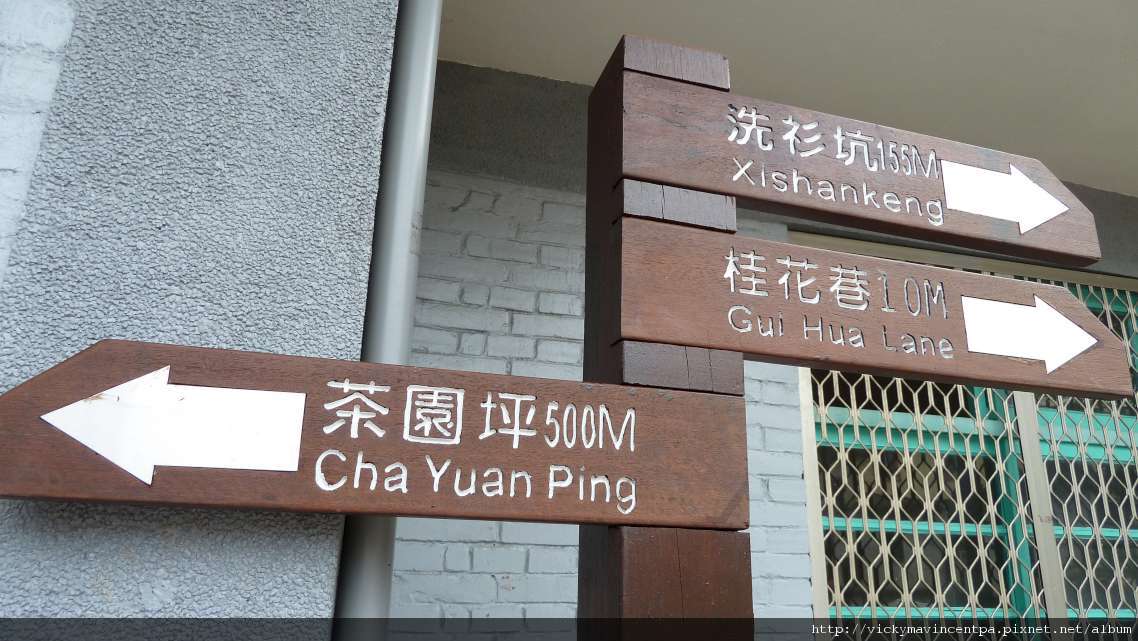 洗衫坑155M
Xishankeng
桂花巷10M
Gui Hua Lane
茶園坪500M
Cha Yuan Ping
http://vickymavincentpa.pixnet.net/album